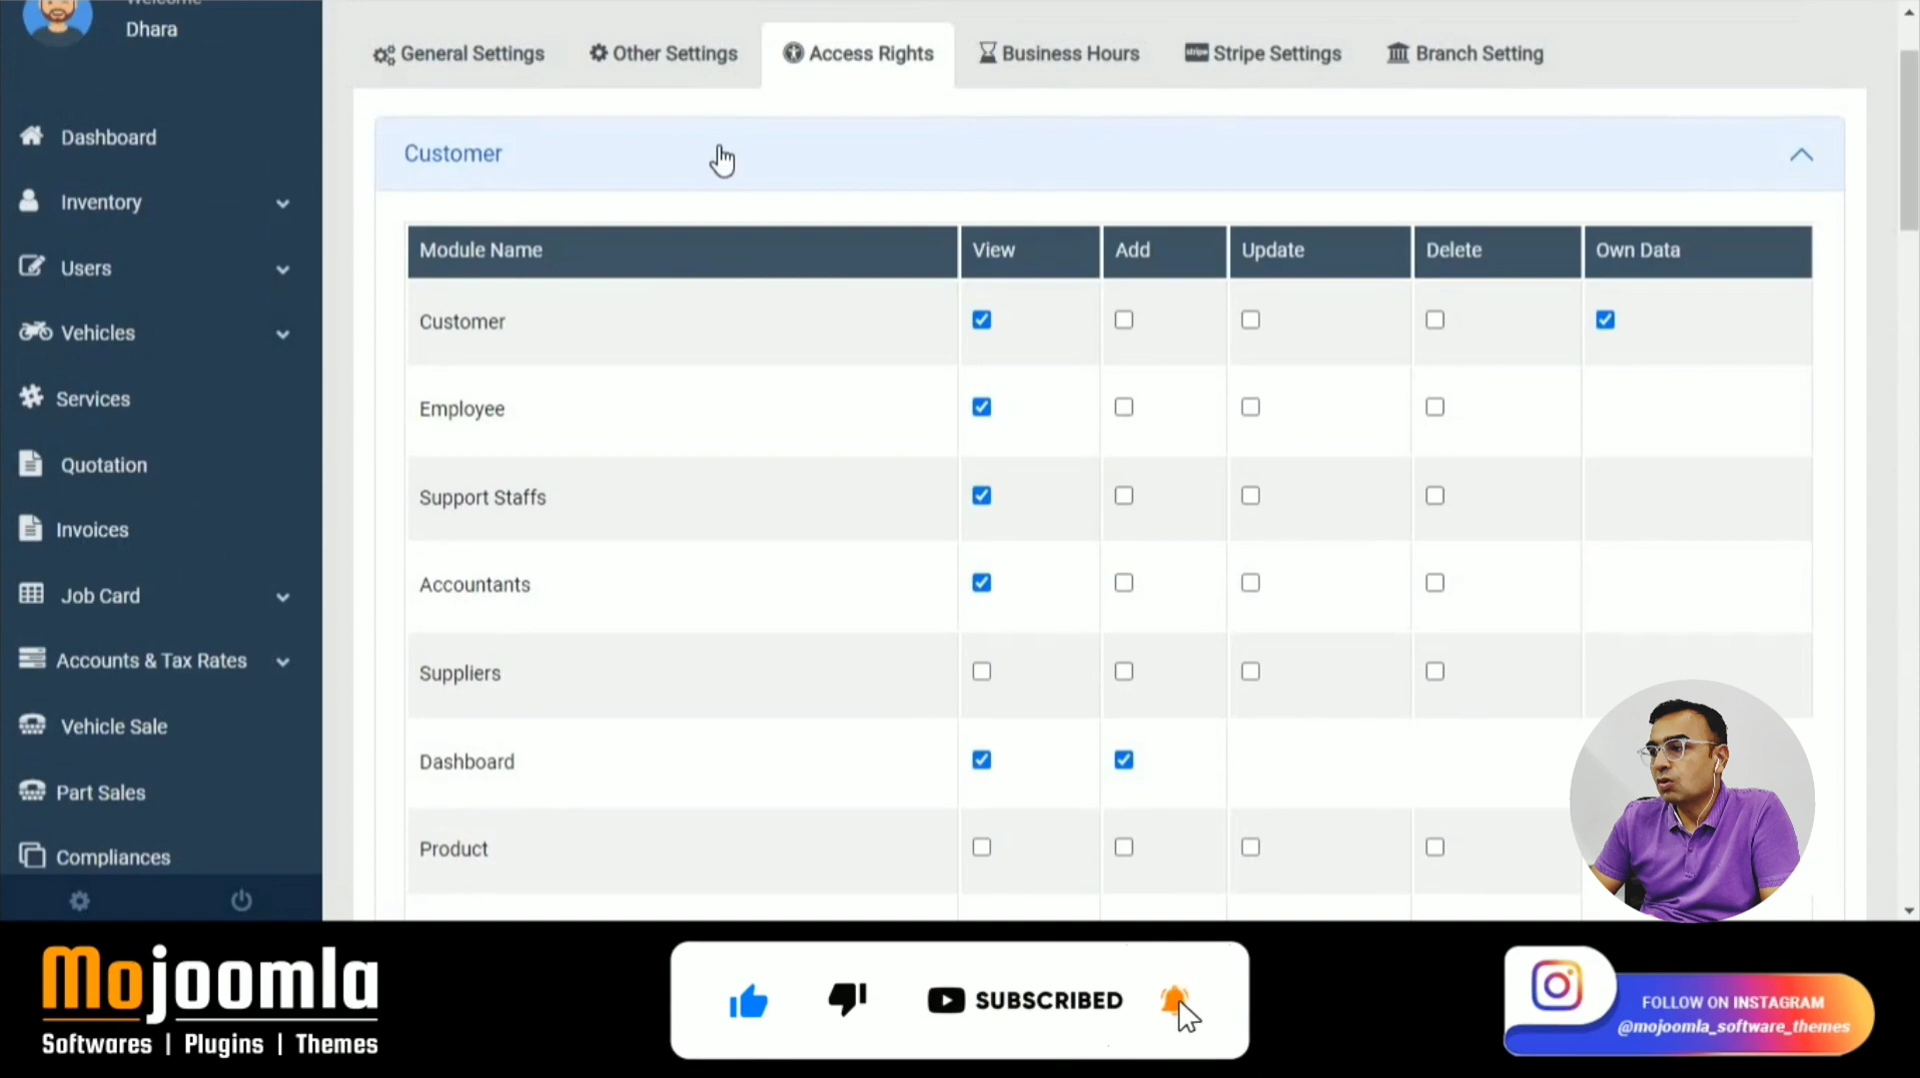 Welcome
Dhara
Dashboard
Inventory
Users
Vehicles
Services
Quotation
Invoices
Job Card
Accounts & Tax Rates
Vehicle Sale
Part Sales
Compliances
General Settings
Other Settings
Access Rights
Business Hours
stripe Stripe Settings
Branch Setting
Customer
Module Name View Add Update Delete Own Data
Customer
Employee
Support Staffs
Accountants
Suppliers
Dashboard
Product
Mojoomla
Softwares | Plugins | Themes
SUBSCRIBED
FOLLOW ON INSTAGRAM
@mojoomla_software_themes